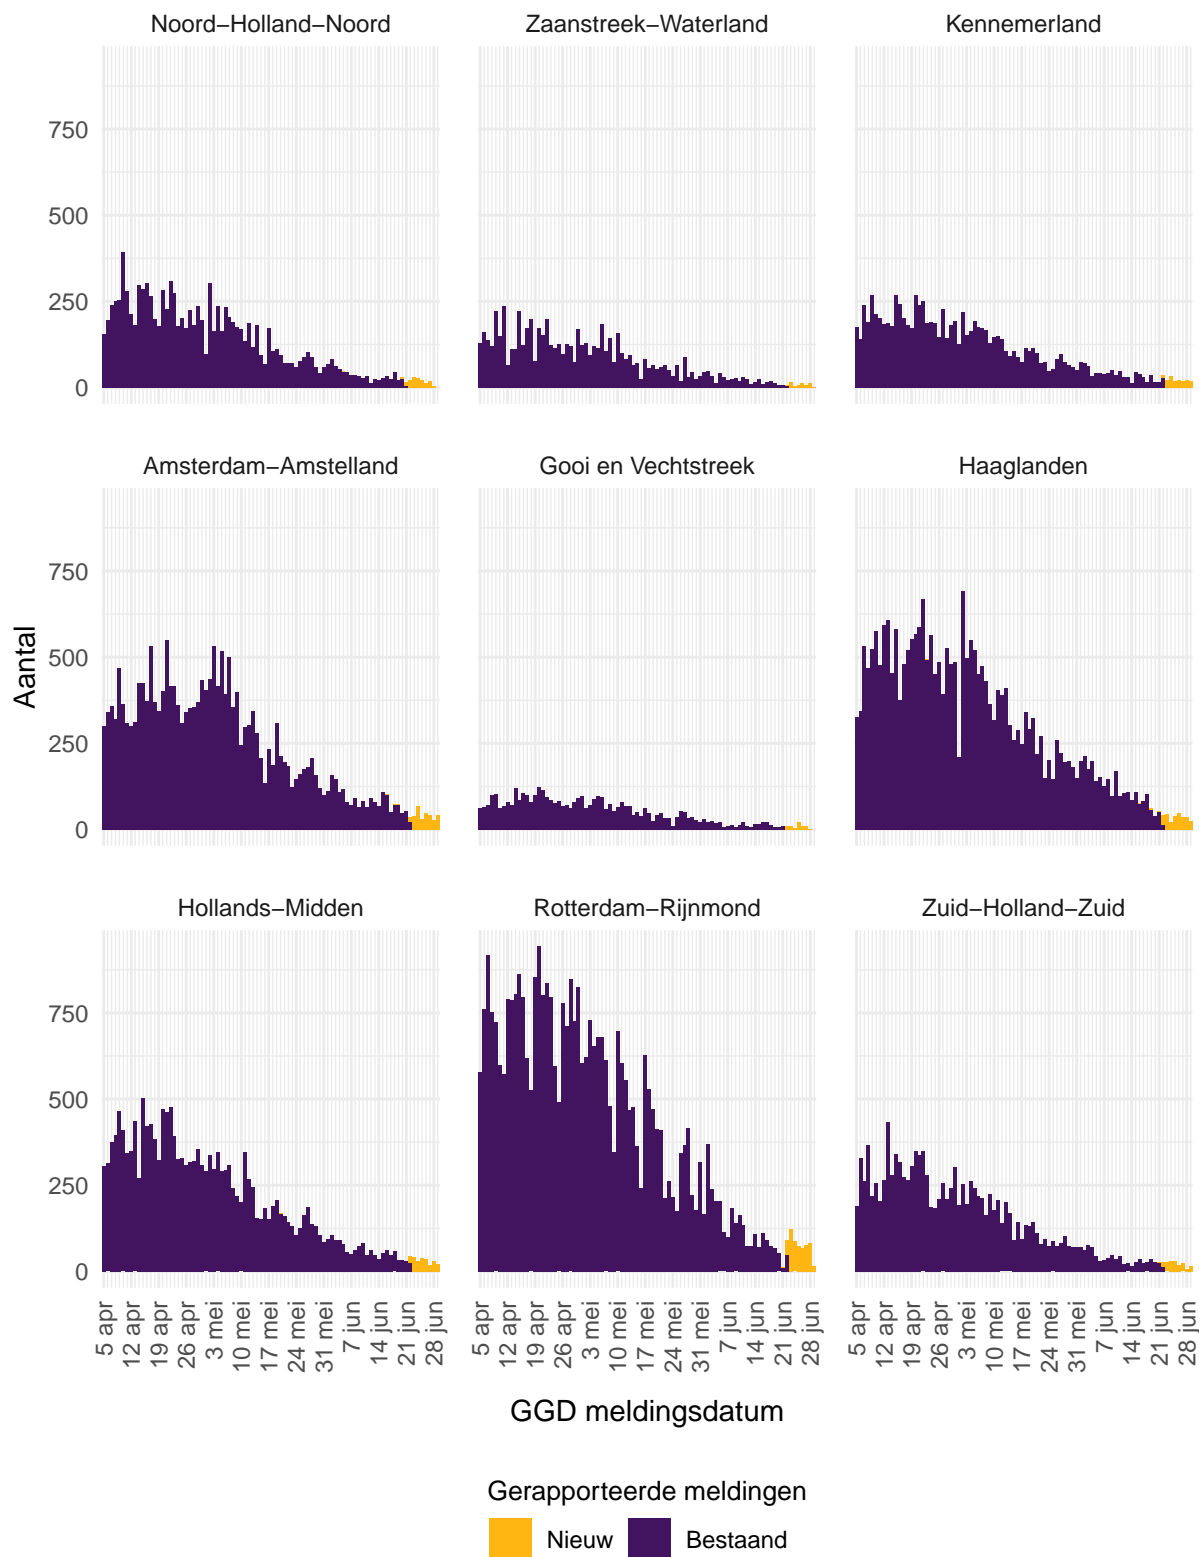 Noord−Holland−Noord
Zaanstreek−Waterland
Kennemerland
750
500
250
0
Amsterdam−Amstelland
Gooi en Vechtstreek
Haaglanden
750
500
250
0
Aantal
Hollands−Midden
Rotterdam−Rijnmond
Zuid−Holland−Zuid
750
500
250
0
5 apr
12 apr
19 apr
26 apr
3 mei
10 mei
17 mei
24 mei
31 mei
7 jun
14 jun
21 jun
28 jun
5 apr
12 apr
19 apr
26 apr
3 mei
10 mei
17 mei
24 mei
31 mei
7 jun
14 jun
21 jun
28 jun
5 apr
12 apr
19 apr
26 apr
3 mei
10 mei
17 mei
24 mei
31 mei
7 jun
14 jun
21 jun
28 jun
GGD meldingsdatum
Gerapporteerde meldingen
Nieuw
Bestaand